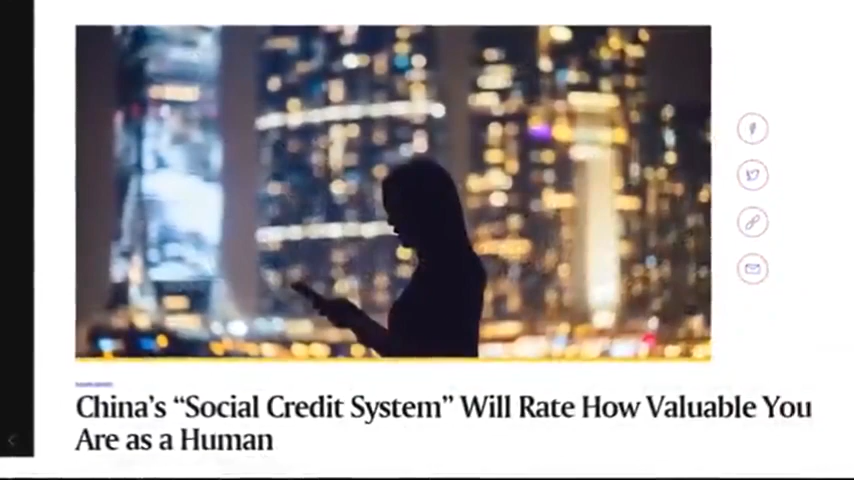 China's “Social Credit System” Will Rate How Valuable You
Are as a Human